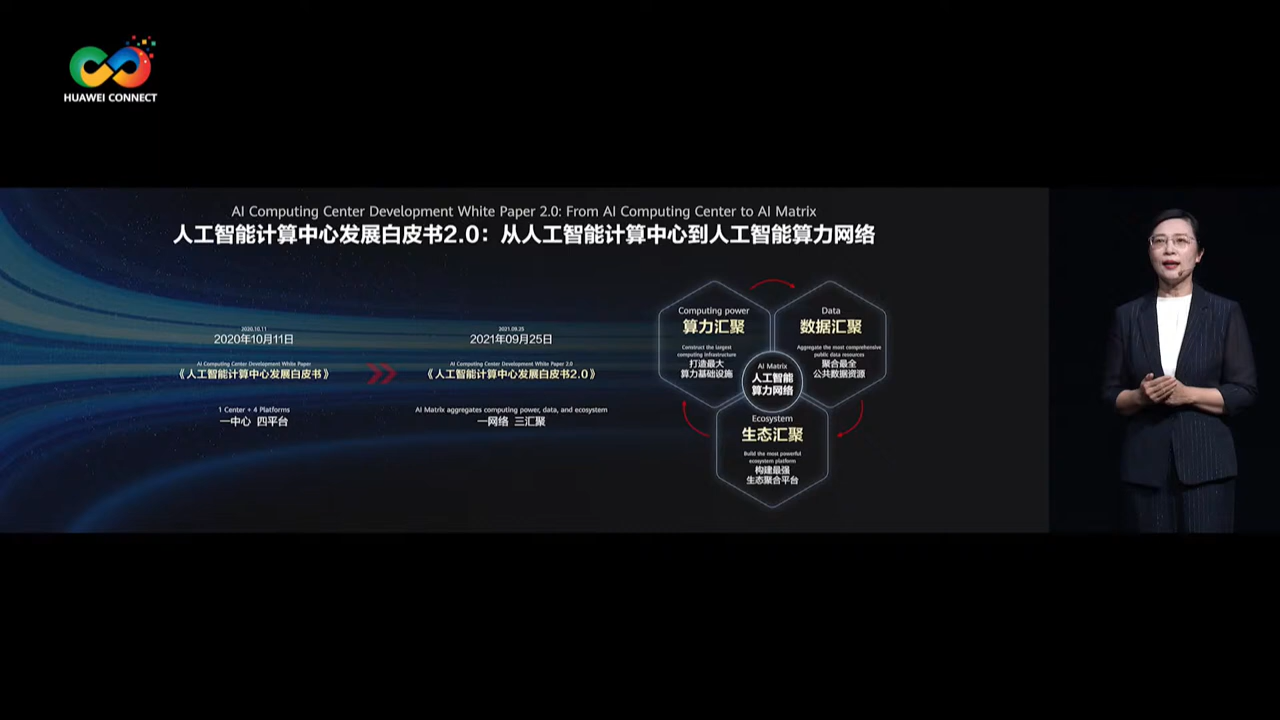 HUAWEI CONNECT
AI Computing Center Development White Paper 2.0: From AI Computing Center to AI Matrix
人工智能计算中心发展白皮书2.0：从人工智能计算中心到人工智能算力网络
2020.10.11
2020年10月11日
AI Computing Center Development White Paper
《人工智能计算中心发展白皮书》
1 Center + 4 Platforms
一中心 四平台
2021.09.25
2021年09月25日
AI Computing Center Development White Paper 2.0
《人工智能计算中心发展白皮书2.0》
AI Matrix aggregates computing power, data, and ecosystem
一网络 三汇聚
Computing power
算力汇聚
Construct the largest
computing infrastructure
打造最大
算力基础设施
Data
数据汇聚
Aggregate the most comprehensive
public data resources
聚合最全
公共数据资源
AI Matrix
人工智能
算力网络
Ecosystem
生态汇聚
Build the most powerful
ecosystem platform
构建最强
生态聚合平台